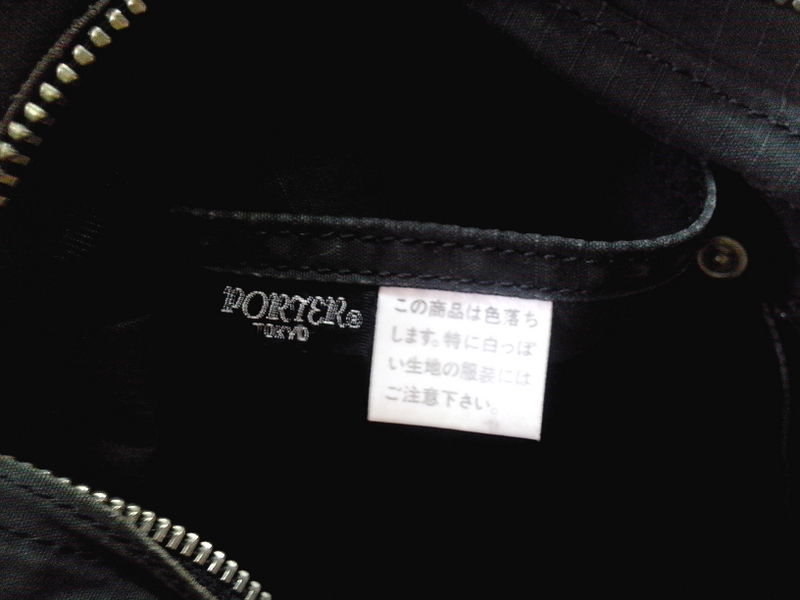 PORTER®
TOKYO
この商品は色落ち
します。特に白っぽ
い生地の服装には
ご注意下さい。